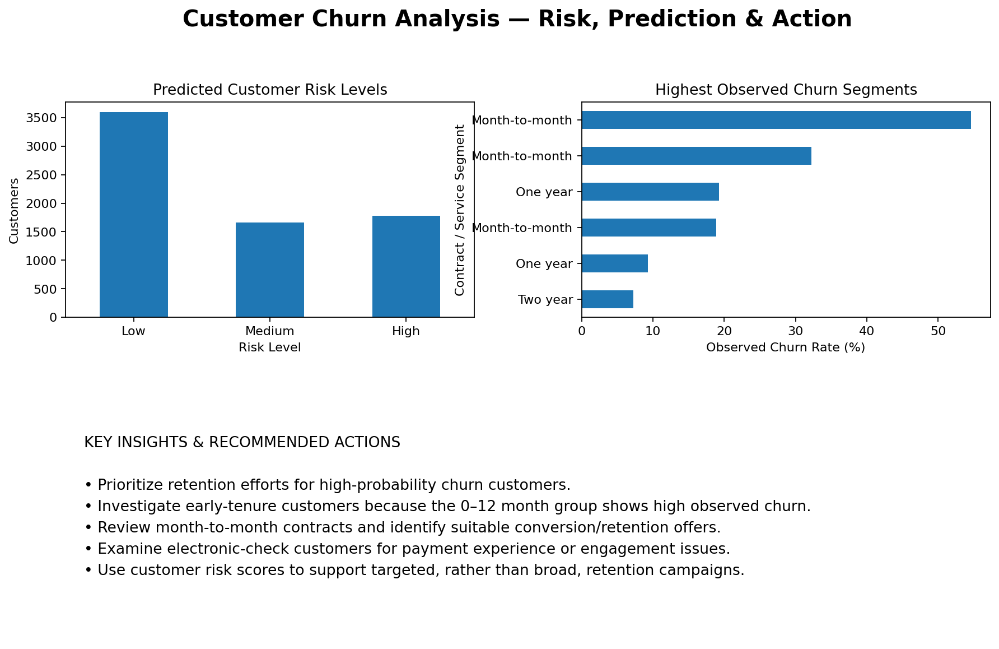 Customer Churn Analysis — Risk, Prediction & Action
Predicted Customer Risk Levels
Customers
3500
3000
2500
2000
1500
1000
500
0
Low
Medium
High
Risk Level
Highest Observed Churn Segments
Contract / Service Segment
Month-to-month
Month-to-month
One year
Month-to-month
One year
Two year
0
10
20
30
40
50
Observed Churn Rate (%)
KEY INSIGHTS & RECOMMENDED ACTIONS
• Prioritize retention efforts for high-probability churn customers.
• Investigate early-tenure customers because the 0–12 month group shows high observed churn.
• Review month-to-month contracts and identify suitable conversion/retention offers.
• Examine electronic-check customers for payment experience or engagement issues.
• Use customer risk scores to support targeted, rather than broad, retention campaigns.